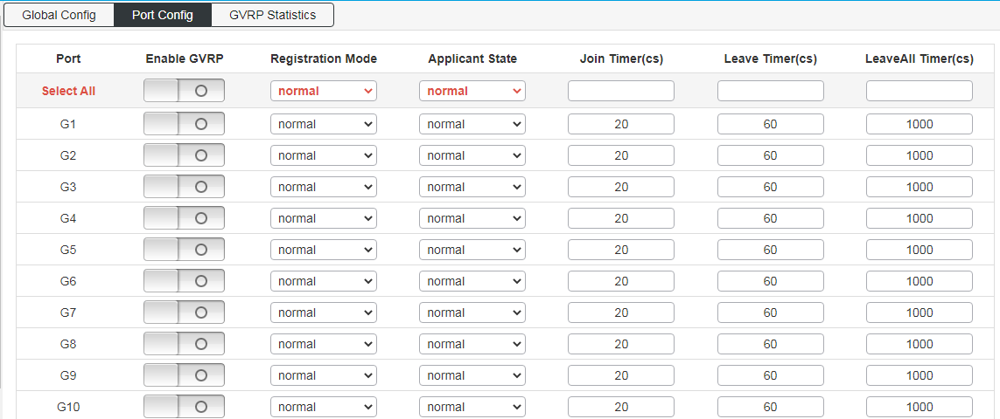 Global Config Port Config GVRP Statistics
Port Enable GVRP Registration Mode Applicant State Join Timer(cs) Leave Timer(cs) LeaveAll Timer(cs)
Select All normal normal
G1 normal normal 20 60 1000
G2 normal normal 20 60 1000
G3 normal normal 20 60 1000
G4 normal normal 20 60 1000
G5 normal normal 20 60 1000
G6 normal normal 20 60 1000
G7 normal normal 20 60 1000
G8 normal normal 20 60 1000
G9 normal normal 20 60 1000
G10 normal normal 20 60 1000